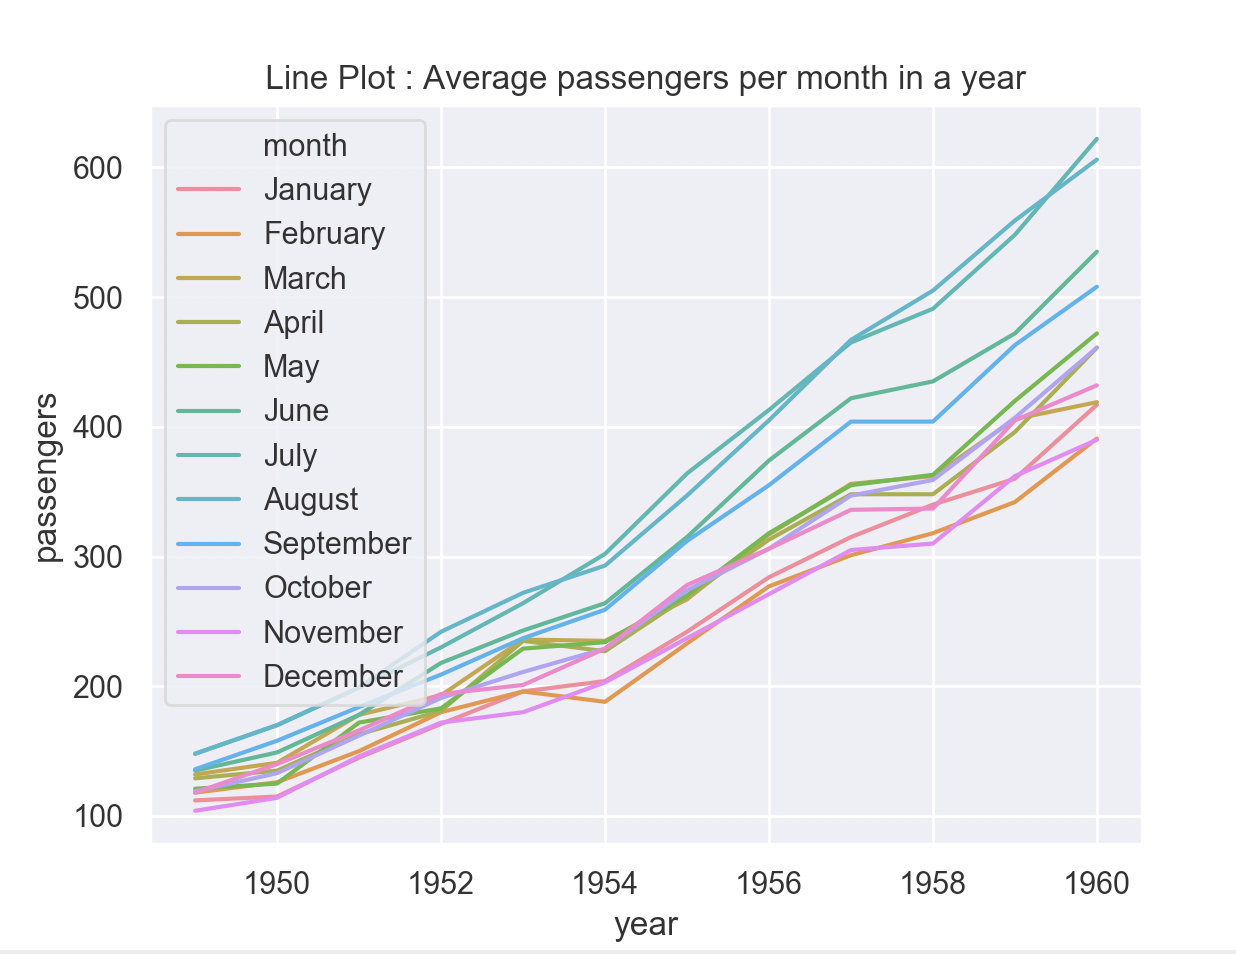 Line Plot : Average passengers per month in a year
month
January
February
March
April
May
June
July
August
September
October
November
December
600
500
400
300
200
100
passengers
1950 1952 1954 1956 1958 1960
year